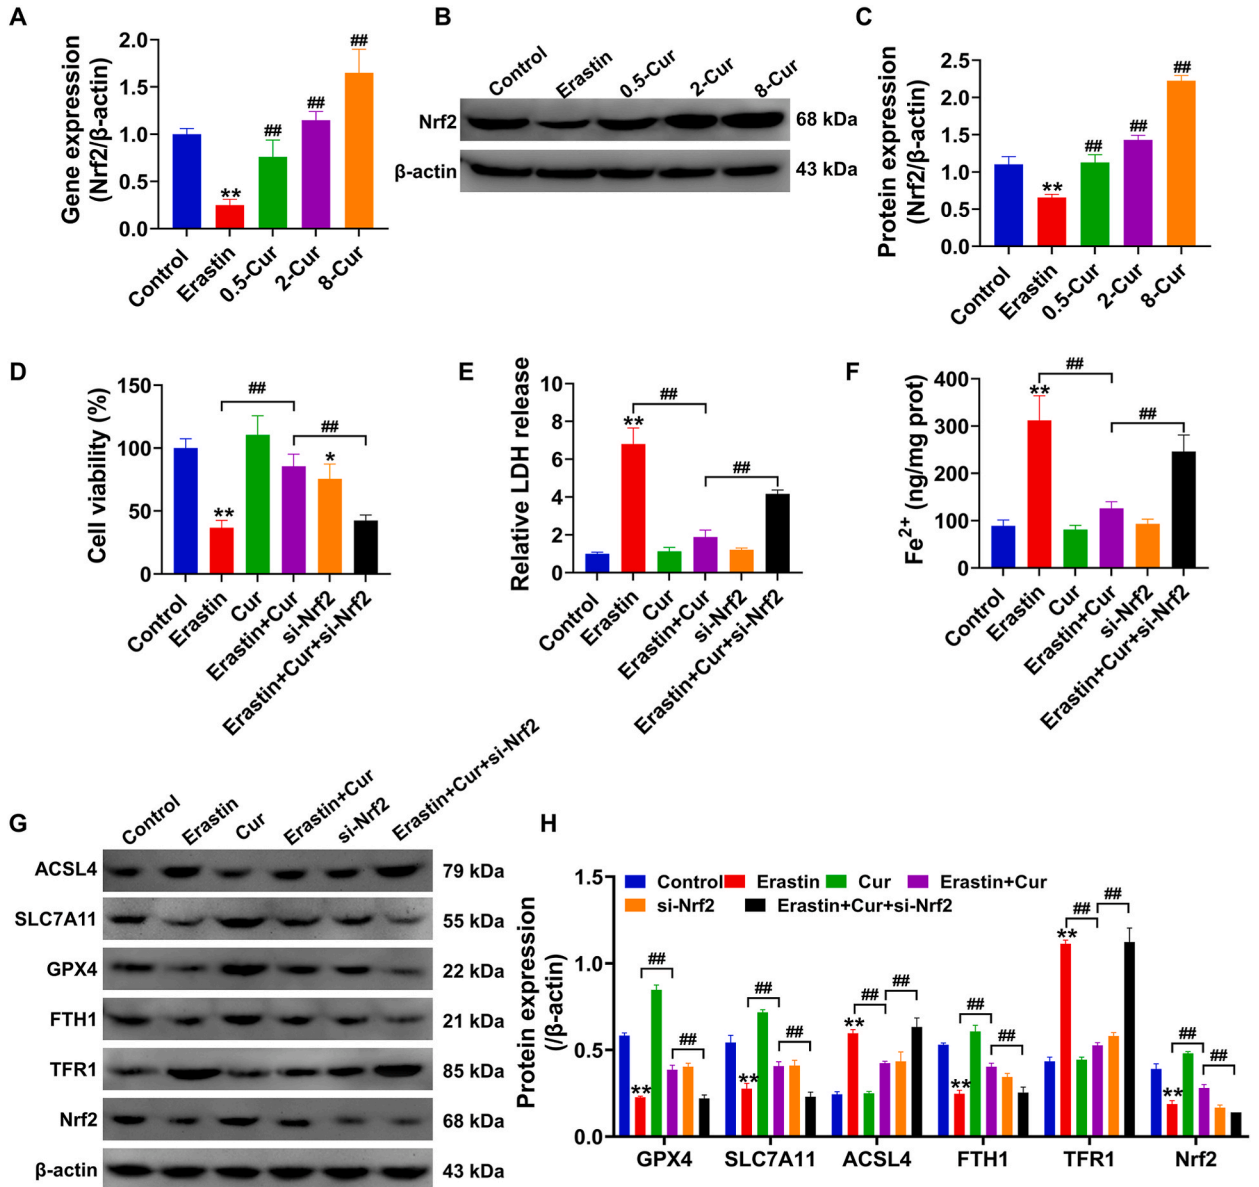 A
Gene expression
(Nrf2/β-actin)
2.0
1.5
1.0
0.5
0.0
**
##
##
##
Control
Erastin
0.5-Cur
2-Cur
8-Cur
B
Control
Erastin
0.5-Cur
2-Cur
8-Cur
Nrf2
68 kDa
β-actin
43 kDa
C
Protein expression
(Nrf2/β-actin)
2.5
2.0
1.5
1.0
0.5
0.0
**
##
##
##
Control
Erastin
0.5-Cur
2-Cur
8-Cur
D
Cell viability (%)
150
100
50
0
**
##
##
*
Control
Erastin
Cur
Erastin+Cur
si-Nrf2
Erastin+Cur+si-Nrf2
E
Relative LDH release
10
8
6
4
2
0
**
##
##
Control
Erastin
Cur
Erastin+Cur
si-Nrf2
Erastin+Cur+si-Nrf2
F
Fe2+ (ng/mg prot)
400
300
200
100
0
**
##
##
Control
Erastin
Cur
Erastin+Cur
si-Nrf2
Erastin+Cur+si-Nrf2
G
Control
Erastin
Cur
Erastin+Cur
si-Nrf2
Erastin+Cur+si-Nrf2
ACSL4
79 kDa
SLC7A11
55 kDa
GPX4
22 kDa
FTH1
21 kDa
TFR1
85 kDa
Nrf2
68 kDa
β-actin
43 kDa
H
Protein expression
(/β-actin)
1.5
1.0
0.5
0.0
Control
Erastin
Cur
Erastin+Cur
si-Nrf2
Erastin+Cur+si-Nrf2
**
##
##
**
##
##
**
##
##
**
##
##
**
##
##
**
##
##
GPX4
SLC7A11
ACSL4
FTH1
TFR1
Nrf2